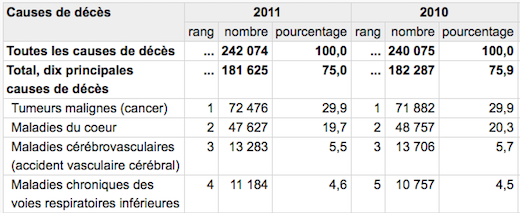 Causes de décès 2011 2010
rang nombre pourcentage rang nombre pourcentage
Toutes les causes de décès ... 242 074 100,0 ... 240 075 100,0
Total, dix principales ... 181 625 75,0 ... 182 287 75,9
causes de décès
Tumeurs malignes (cancer) 1 72 476 29,9 1 71 882 29,9
Maladies du coeur 2 47 627 19,7 2 48 757 20,3
Maladies cérébrovasculaires 3 13 283 5,5 3 13 706 5,7
(accident vasculaire cérébral)
Maladies chroniques des 4 11 184 4,6 5 10 757 4,5
voies respiratoires inférieures